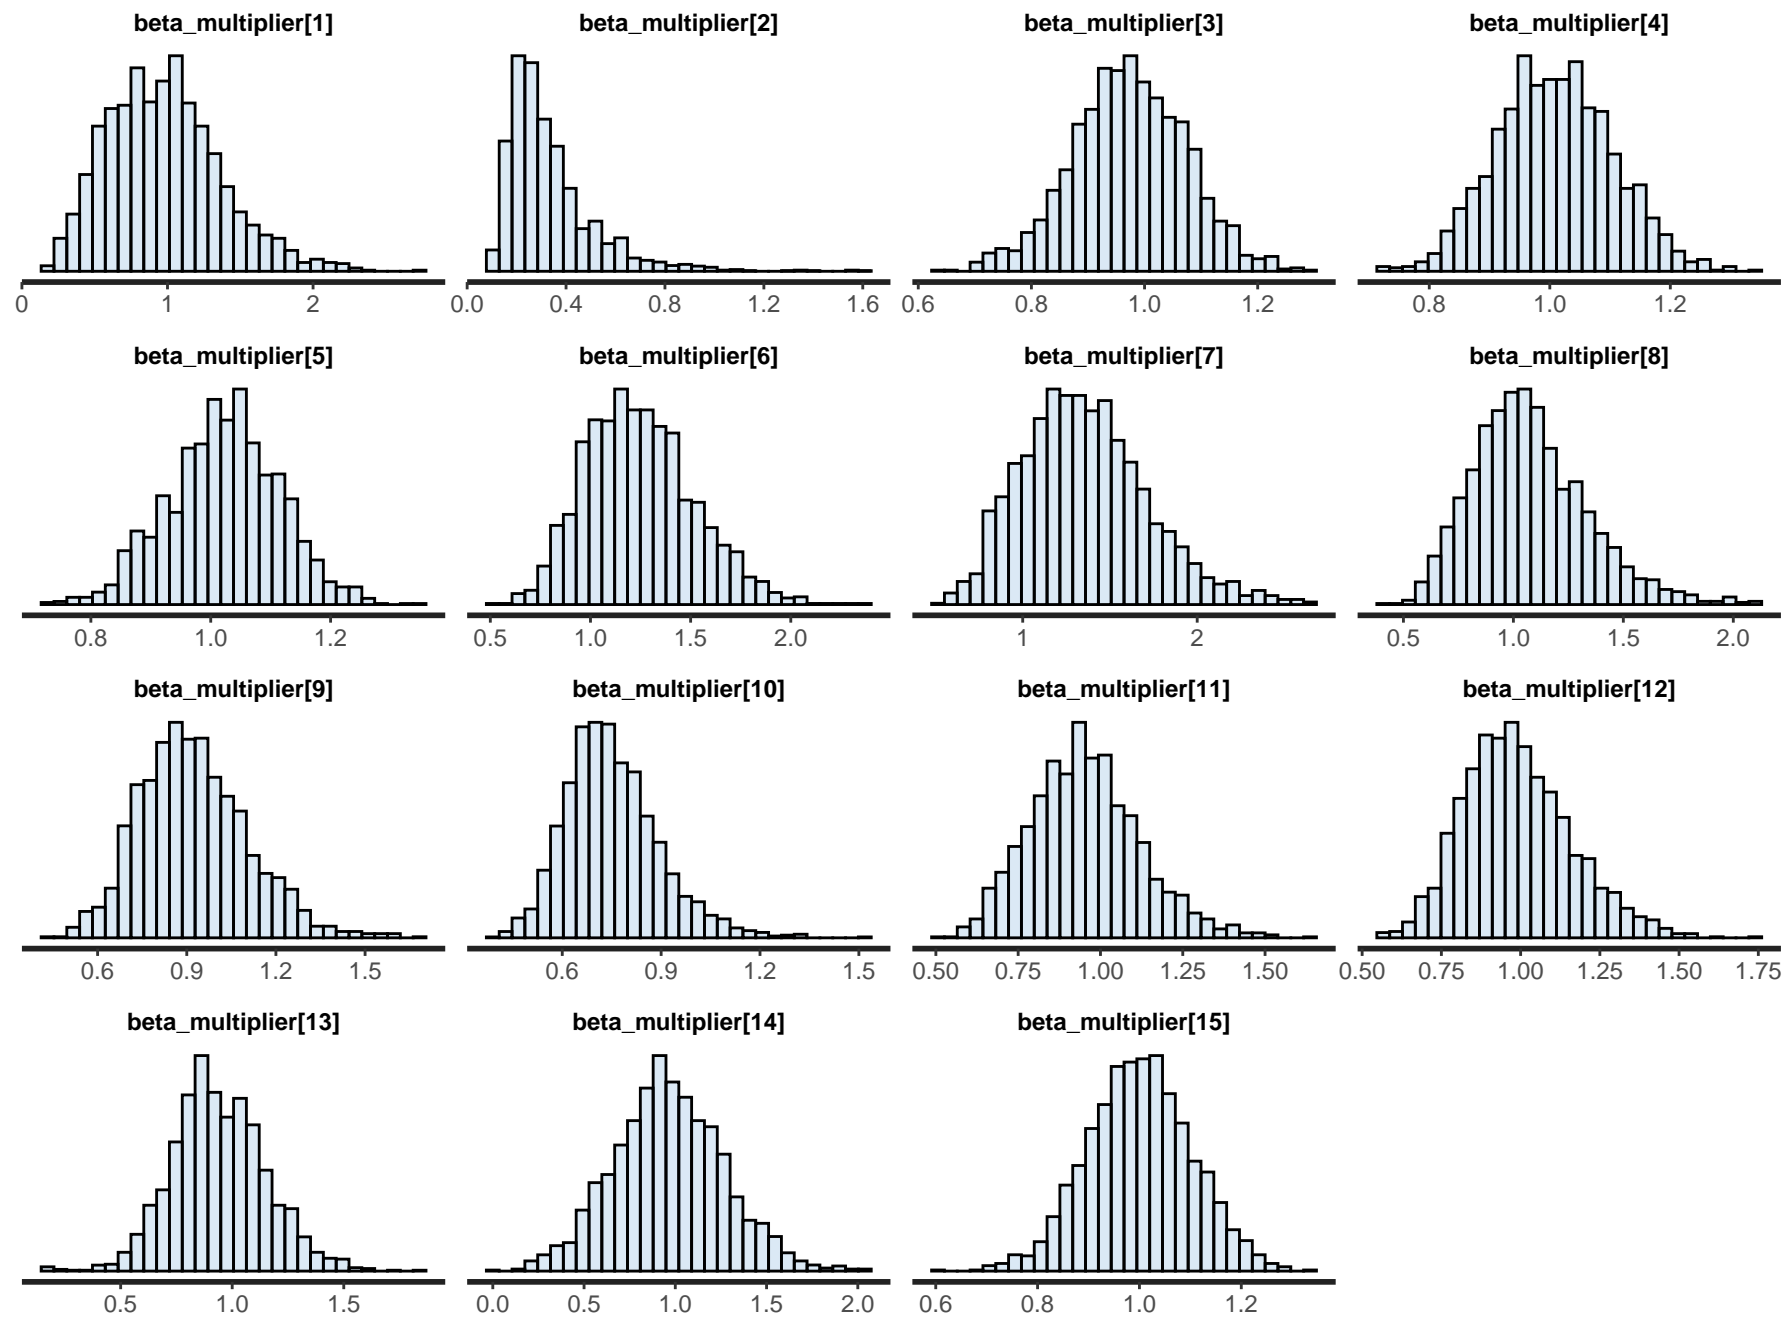 beta_multiplier[1] beta_multiplier[2] beta_multiplier[3] beta_multiplier[4]
0 1 2 0.0 0.4 0.8 1.2 1.6 0.6 0.8 1.0 1.2 0.8 1.0 1.2
beta_multiplier[5] beta_multiplier[6] beta_multiplier[7] beta_multiplier[8]
0.8 1.0 1.2 0.5 1.0 1.5 2.0 1 2 0.5 1.0 1.5 2.0
beta_multiplier[9] beta_multiplier[10] beta_multiplier[11] beta_multiplier[12]
0.6 0.9 1.2 1.5 0.6 0.9 1.2 1.5 0.50 0.75 1.00 1.25 1.50 0.50 0.75 1.00 1.25 1.50 1.75
beta_multiplier[13] beta_multiplier[14] beta_multiplier[15]
0.5 1.0 1.5 0.0 0.5 1.0 1.5 2.0 0.6 0.8 1.0 1.2